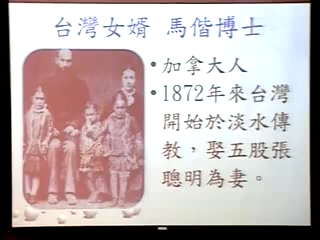 台灣女婿 馬偕博士
•加拿大人
•1872年來台灣
開始於淡水傳
教，娶五股張
聰明為妻。